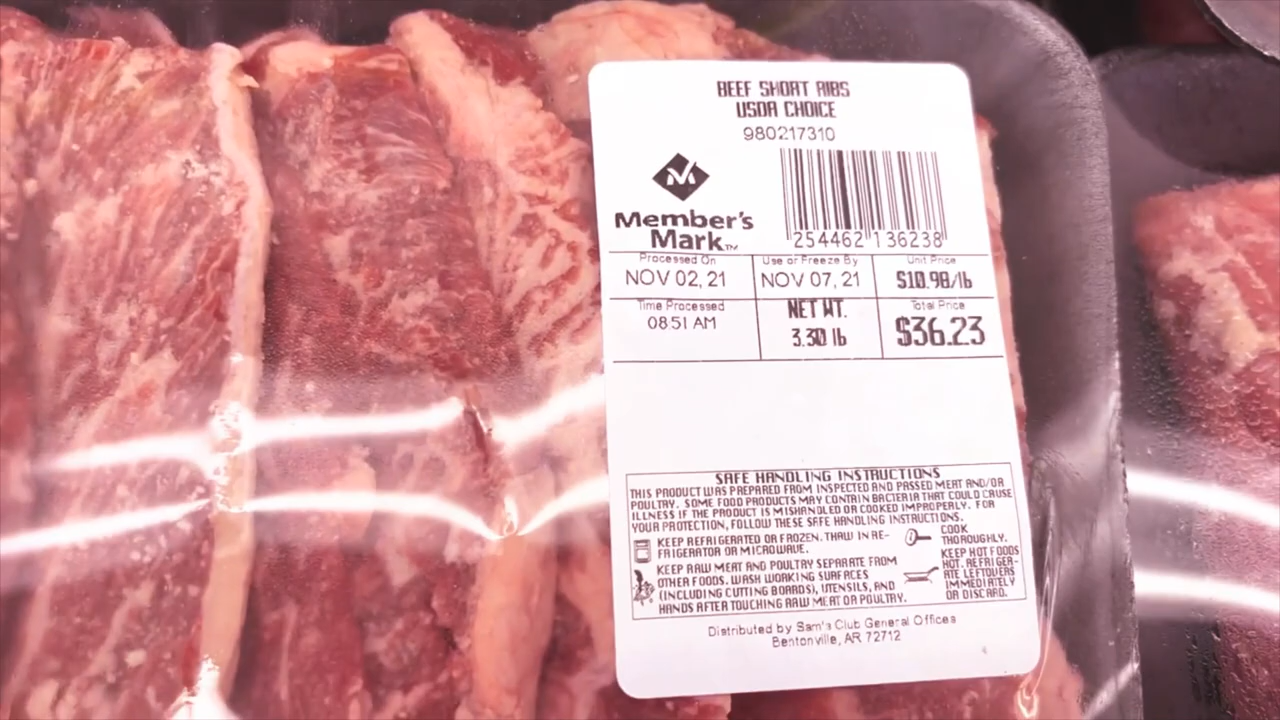 BEEF SHORT RIBS
USDA CHOICE
980217310
Member's
Mark™
254462 136238
Processed On
NOV 02, 21
Use or Freeze By
NOV 07, 21
Unit Price
$10.98/lb
Time Processed
08:51 AM
NET WT.
3.30 lb
Total Price
$36.23
SAFE HANDLING INSTRUCTIONS
THIS PRODUCT WAS PREPARED FROM INSPECTED AND PASSED MEAT AND/OR
POULTRY. SOME FOOD PRODUCTS MAY CONTAIN BACTERIA THAT COULD CAUSE
ILLNESS IF THE PRODUCT IS MISHANDLED OR COOKED IMPROPERLY. FOR
YOUR PROTECTION, FOLLOW THESE SAFE HANDLING INSTRUCTIONS.
KEEP REFRIGERATED OR FROZEN. THAW IN RE-
FRIGERATOR OR MICROWAVE.
KEEP RAW MEAT AND POULTRY SEPARATE FROM
OTHER FOODS. WASH WORKING SURFACES
(INCLUDING CUTTING BOARDS), UTENSILS, AND
HANDS AFTER TOUCHING RAW MEAT OR POULTRY.
COOK
THOROUGHLY.
KEEP HOT FOODS
HOT. REFRIGER-
ATE LEFTOVERS
IMMEDIATELY
OR DISCARD.
Distributed by Sam's Club General Offices
Bentonville, AR 72712